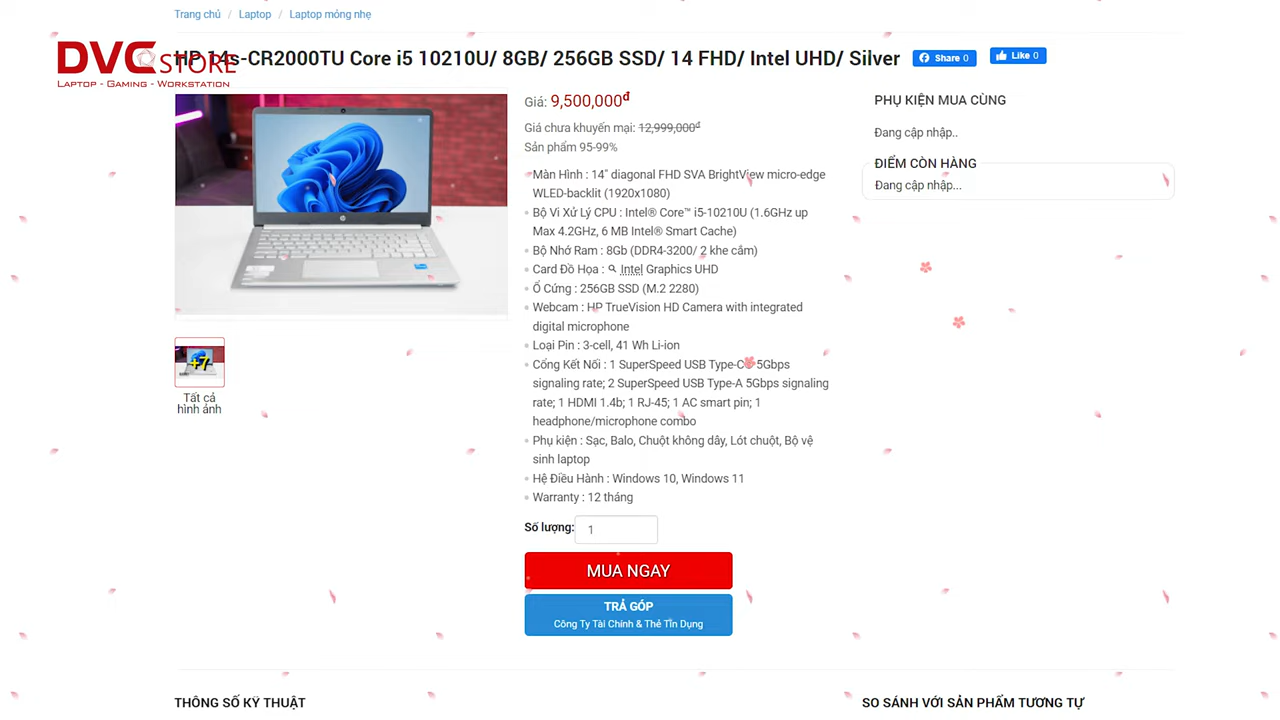 Trang chủ / Laptop / Laptop mỏng nhẹ
DVC STORE
LAPTOP - GAMING - WORKSTATION
HP 14s-CR2000TU Core i5 10210U/ 8GB/ 256GB SSD/ 14 FHD/ Intel UHD/ Silver
Share 0
Like 0
Giá: 9,500,000đ
Giá chưa khuyến mại: 12,999,000đ
Sản phẩm 95-99%
Màn Hình : 14" diagonal FHD SVA BrightView micro-edge
WLED-backlit (1920x1080)
Bộ Vi Xử Lý CPU : Intel® Core™ i5-10210U (1.6GHz up
Max 4.2GHz, 6 MB Intel® Smart Cache)
Bộ Nhớ Ram : 8Gb (DDR4-3200/ 2 khe cắm)
Card Đồ Họa : Intel Graphics UHD
Ổ Cứng : 256GB SSD (M.2 2280)
Webcam : HP TrueVision HD Camera with integrated
digital microphone
Loại Pin : 3-cell, 41 Wh Li-ion
Cổng Kết Nối : 1 SuperSpeed USB Type-C® 5Gbps
signaling rate; 2 SuperSpeed USB Type-A 5Gbps signaling
rate; 1 HDMI 1.4b; 1 RJ-45; 1 AC smart pin; 1
headphone/microphone combo
Phụ kiện : Sạc, Balo, Chuột không dây, Lót chuột, Bộ vệ
sinh laptop
Hệ Điều Hành : Windows 10, Windows 11
Warranty : 12 tháng
Số lượng: 1
MUA NGAY
TRẢ GÓP
Công Ty Tài Chính & Thẻ Tín Dụng
+7
Tất cả
hình ảnh
PHỤ KIỆN MUA CÙNG
Đang cập nhập..
ĐIỂM CÒN HÀNG
Đang cập nhập...
THÔNG SỐ KỸ THUẬT
SO SÁNH VỚI SẢN PHẨM TƯƠNG TỰ